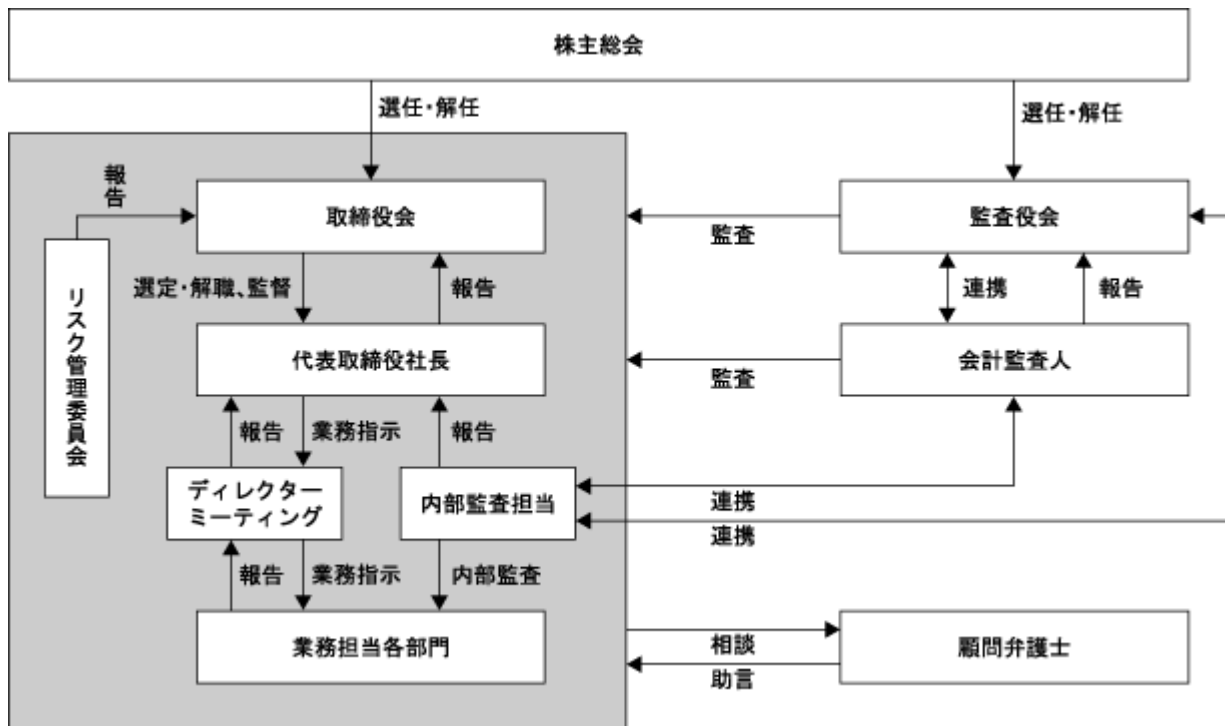 株主総会
選任・解任
選任・解任
報告
取締役会
監査役会
監査
リスク管理委員会
選定・解職、監督
報告
連携
報告
代表取締役社長
会計監査人
監査
報告
業務指示
報告
ディレクター
ミーティング
内部監査担当
連携
連携
報告
業務指示
内部監査
業務担当各部門
相談
助言
顧問弁護士